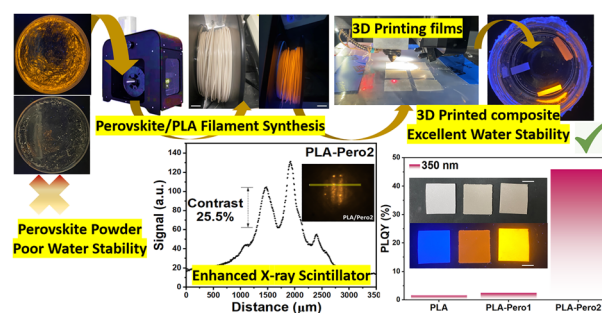 3D Printing films
Perovskite/PLA Filament Synthesis
3D Printed composite
Excellent Water Stability
Perovskite Powder
Poor Water Stability
Signal (a.u.)
140
120
100
80
60
40
20
0
PLA-Pero2
Contrast
25.5%
PLA/Pero2
Enhanced X-ray Scintillator
0 500 1000 1500 2000 2500 3000 3500
Distance (μm)
PLQY (%)
50
40
30
20
10
0
350 nm
PLA PLA-Pero1 PLA-Pero2